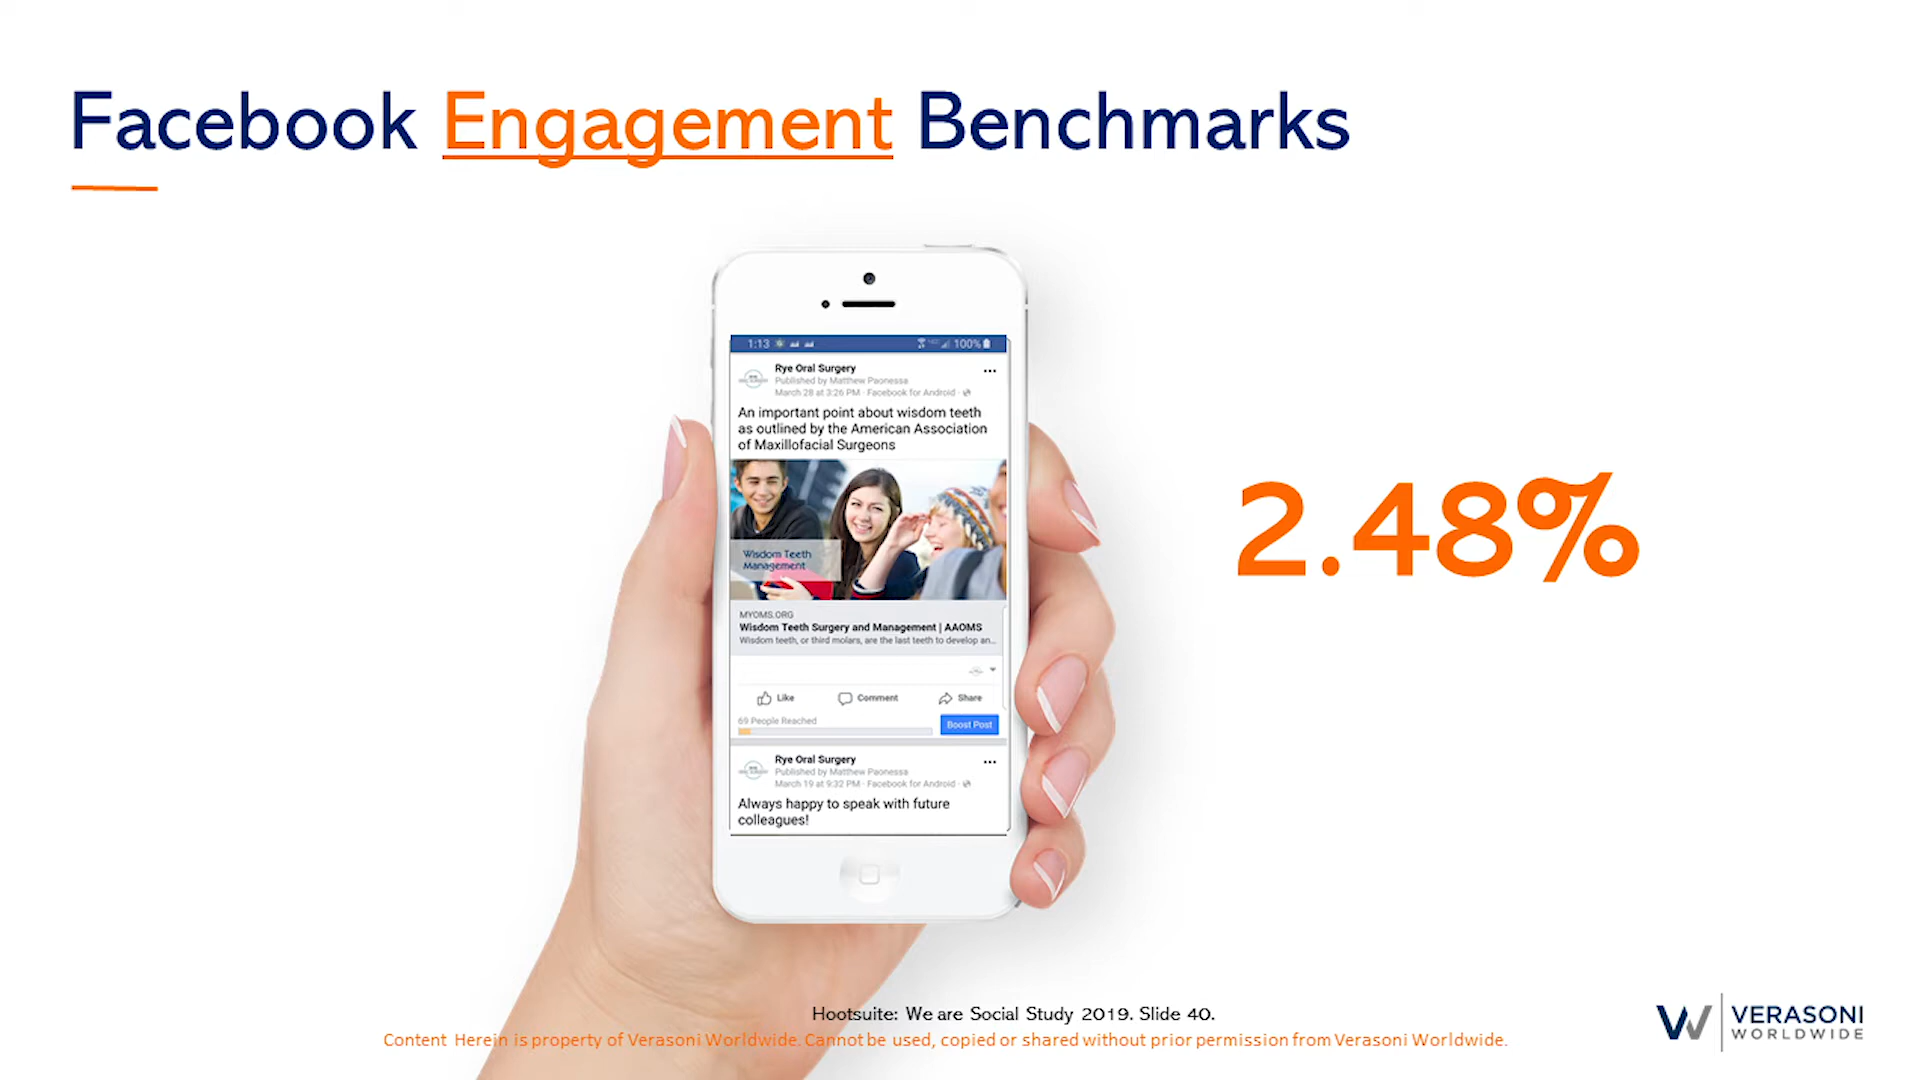 Facebook Engagement Benchmarks
1:13
100%
Rye Oral Surgery
Published by Matthew Paonessa
March 28 at 3:26 PM · Facebook for Android ·
An important point about wisdom teeth
as outlined by the American Association
of Maxillofacial Surgeons
Wisdom Teeth
Management
MYOMS.ORG
Wisdom Teeth Surgery and Management | AAOMS
Wisdom teeth, or third molars, are the last teeth to develop an...
Like
Comment
Share
69 People Reached
Boost Post
Rye Oral Surgery
Published by Matthew Paonessa
March 19 at 9:32 PM · Facebook for Android ·
Always happy to speak with future
colleagues!
2.48%
Hootsuite: We are Social Study 2019. Slide 40.
Content Herein is property of Verasoni Worldwide. Cannot be used, copied or shared without prior permission from Verasoni Worldwide.
VERASONI
WORLDWIDE